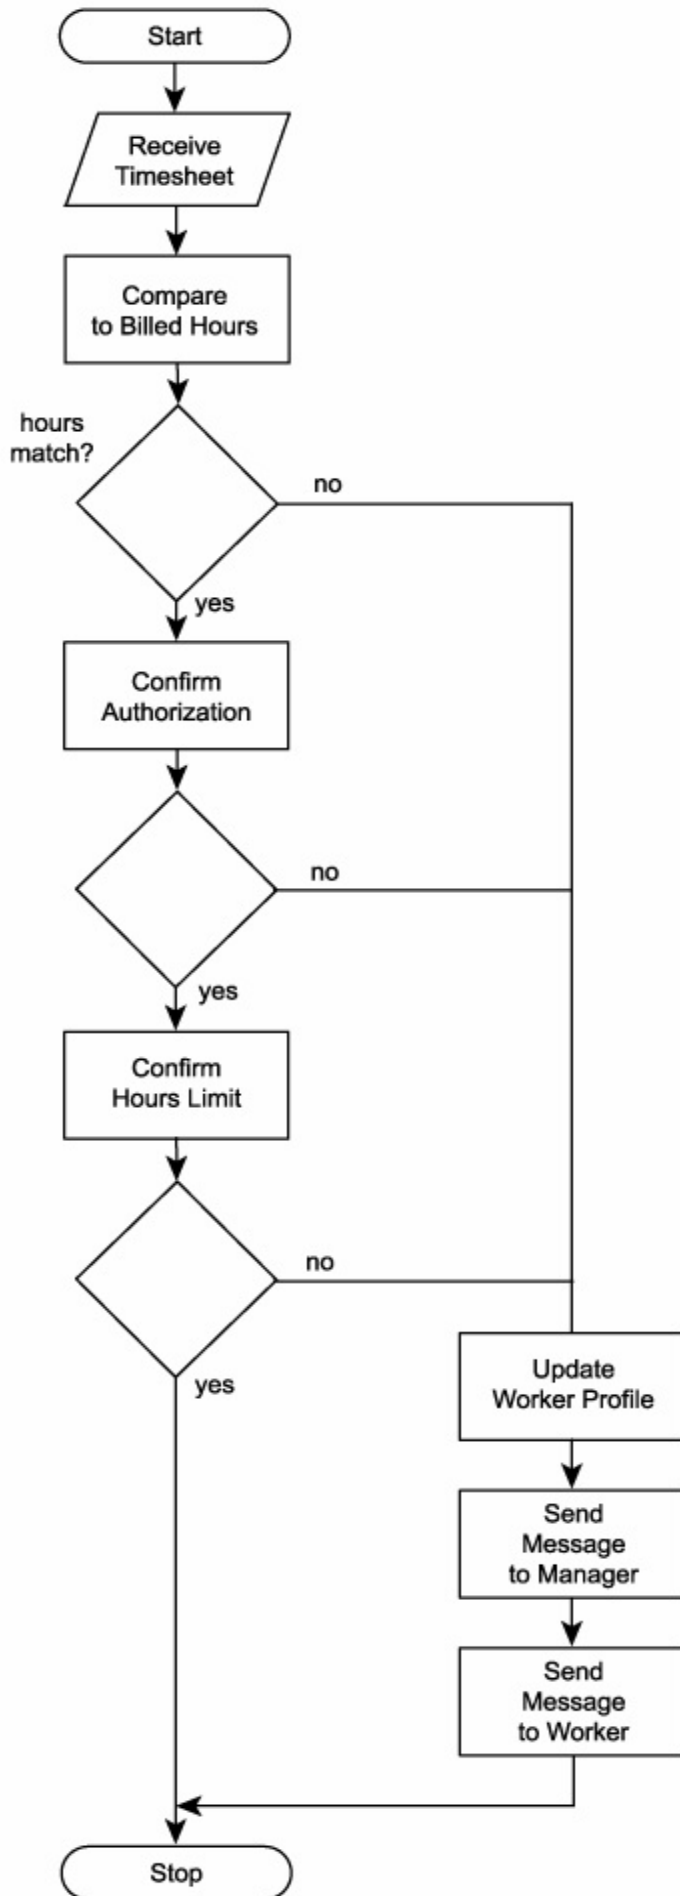 Start
Receive
Timesheet
Compare
to Billed Hours
hours
match?
no
yes
Confirm
Authorization
no
yes
Confirm
Hours Limit
no
yes
Update
Worker Profile
Send
Message
to Manager
Send
Message
to Worker
Stop